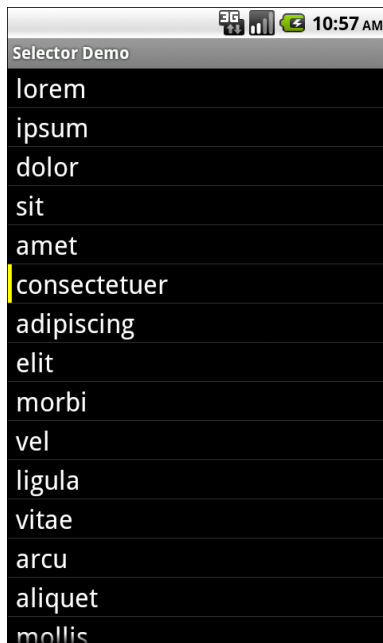 3G 10:57 AM
Selector Demo
lorem
ipsum
dolor
sit
amet
consectetuer
adipiscing
elit
morbi
vel
ligula
vitae
arcu
aliquet
mollis